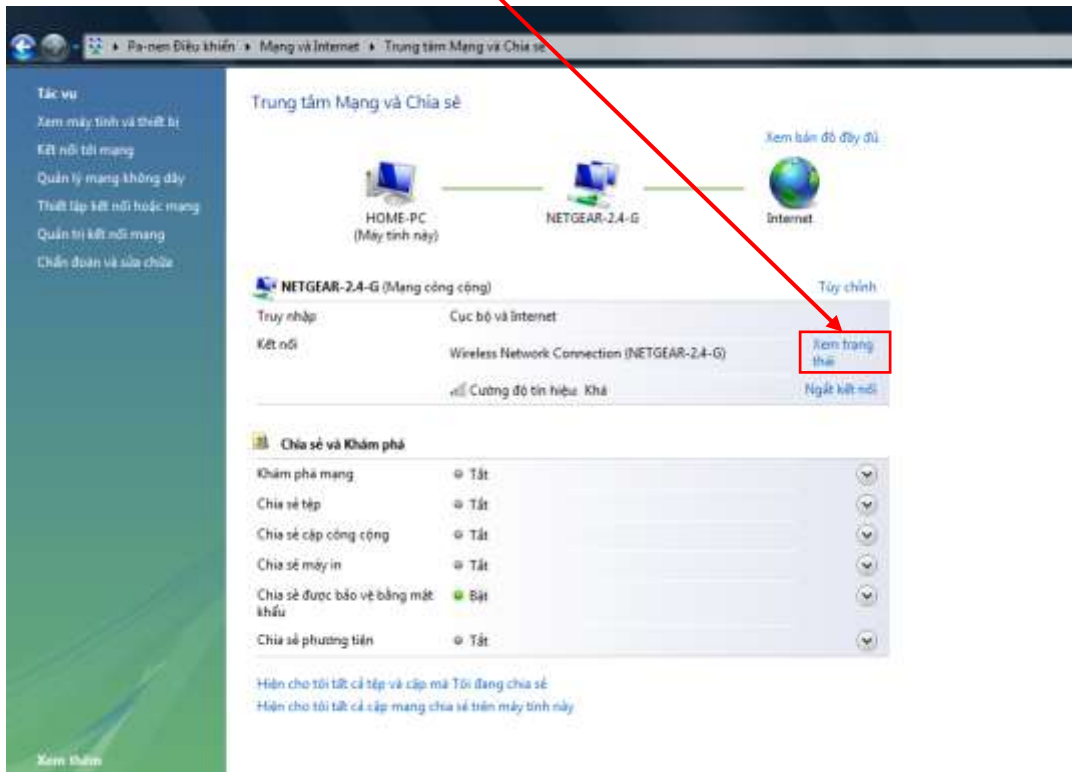 Pa-nen Điều khiển ▸ Mạng và Internet ▸ Trung tâm Mạng và Chia sẻ
Tác vụ
Xem máy tính và thiết bị
Kết nối tới mạng
Quản lý mạng không dây
Thiết lập kết nối hoặc mạng
Quản trị kết nối mạng
Chẩn đoán và sửa chữa
Xem thêm
Trung tâm Mạng và Chia sẻ
Xem bản đồ đầy đủ
HOME-PC
(Máy tính này)
NETGEAR-2.4-G
Internet
NETGEAR-2.4-G (Mạng công cộng)
Tùy chỉnh
Truy nhập
Cục bộ và Internet
Kết nối
Wireless Network Connection (NETGEAR-2.4-G)
Xem trạng
thái
Cường độ tín hiệu: Khá
Ngắt kết nối
Chia sẻ và Khám phá
Khám phá mạng
Tắt
Chia sẻ tệp
Tắt
Chia sẻ cặp công cộng
Tắt
Chia sẻ máy in
Tắt
Chia sẻ được bảo vệ bằng mật
khẩu
Bật
Chia sẻ phương tiện
Tắt
Hiện cho tôi tất cả tệp và cặp mà Tôi đang chia sẻ
Hiện cho tôi tất cả cặp mạng chia sẻ trên máy tính này